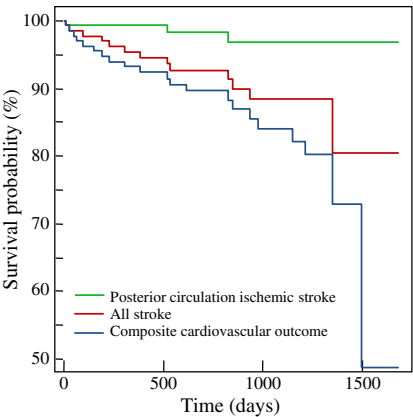 Survival probability (%)
100
90
80
70
60
50
Posterior circulation ischemic stroke
All stroke
Composite cardiovascular outcome
0
500
1000
1500
Time (days)